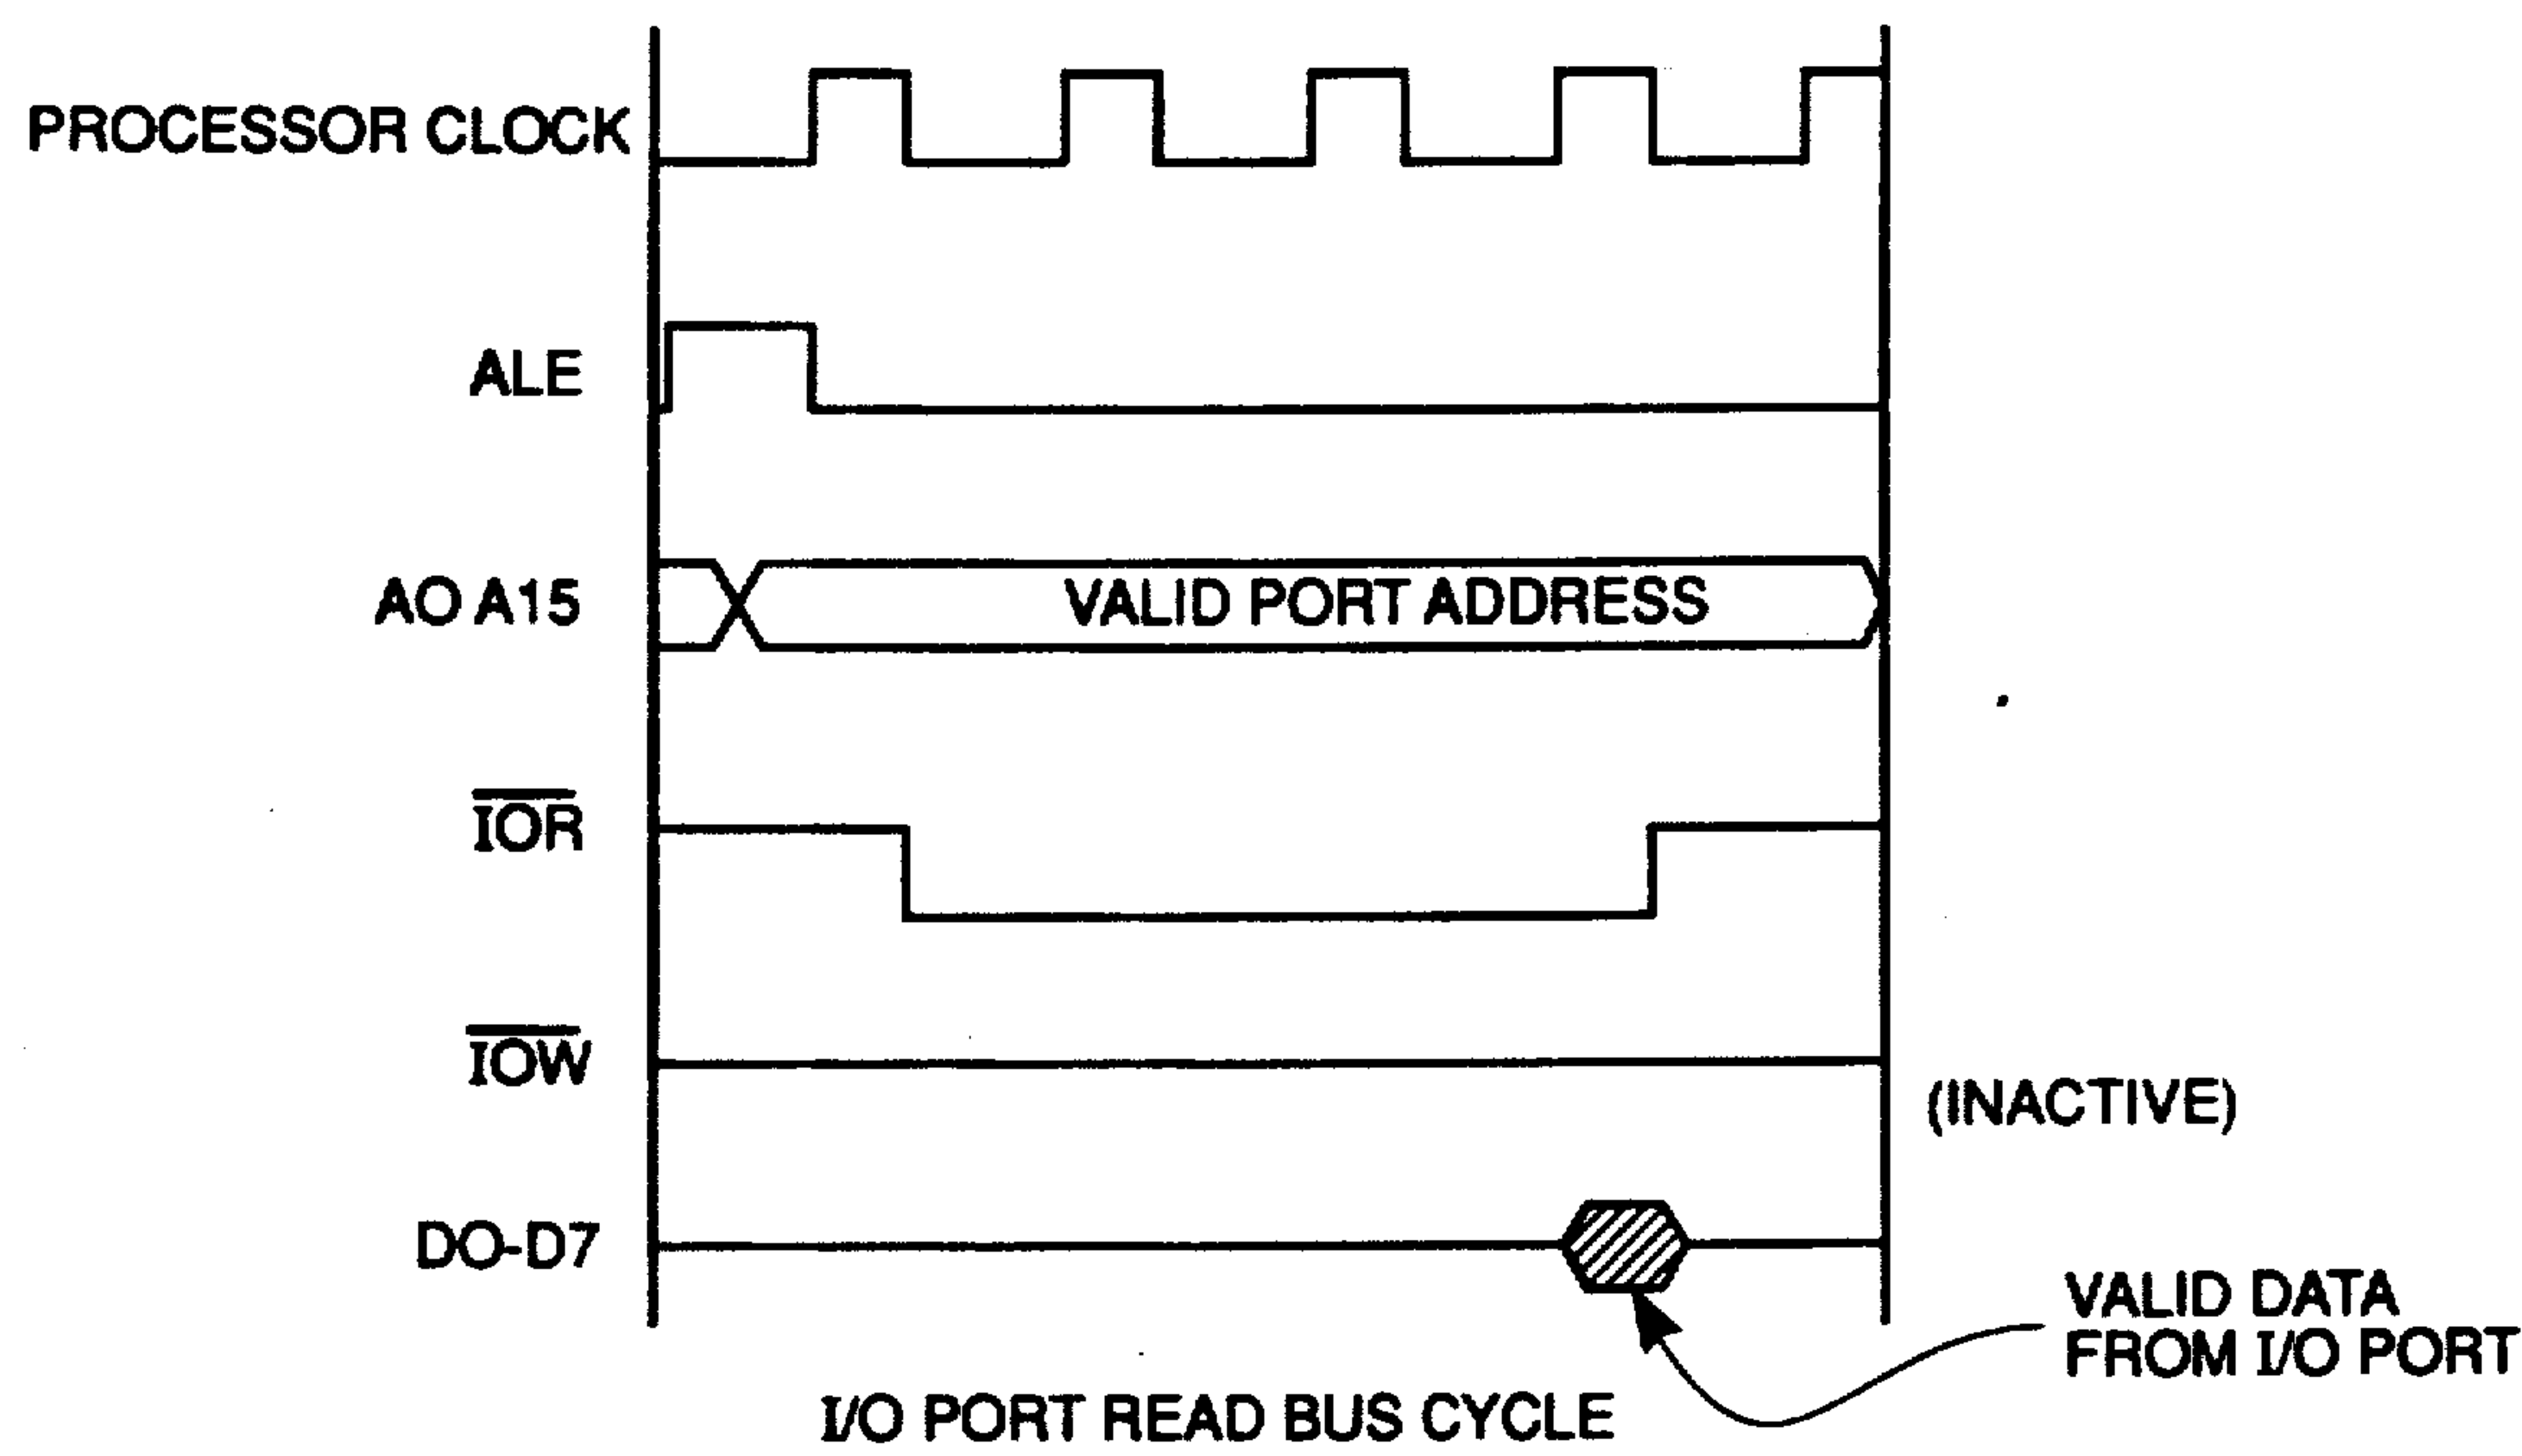 PROCESSOR CLOCK
ALE
AO A15
VALID PORT ADDRESS
IOR
IOW
(INACTIVE)
DO-D7
VALID DATA
FROM I/O PORT
I/O PORT READ BUS CYCLE